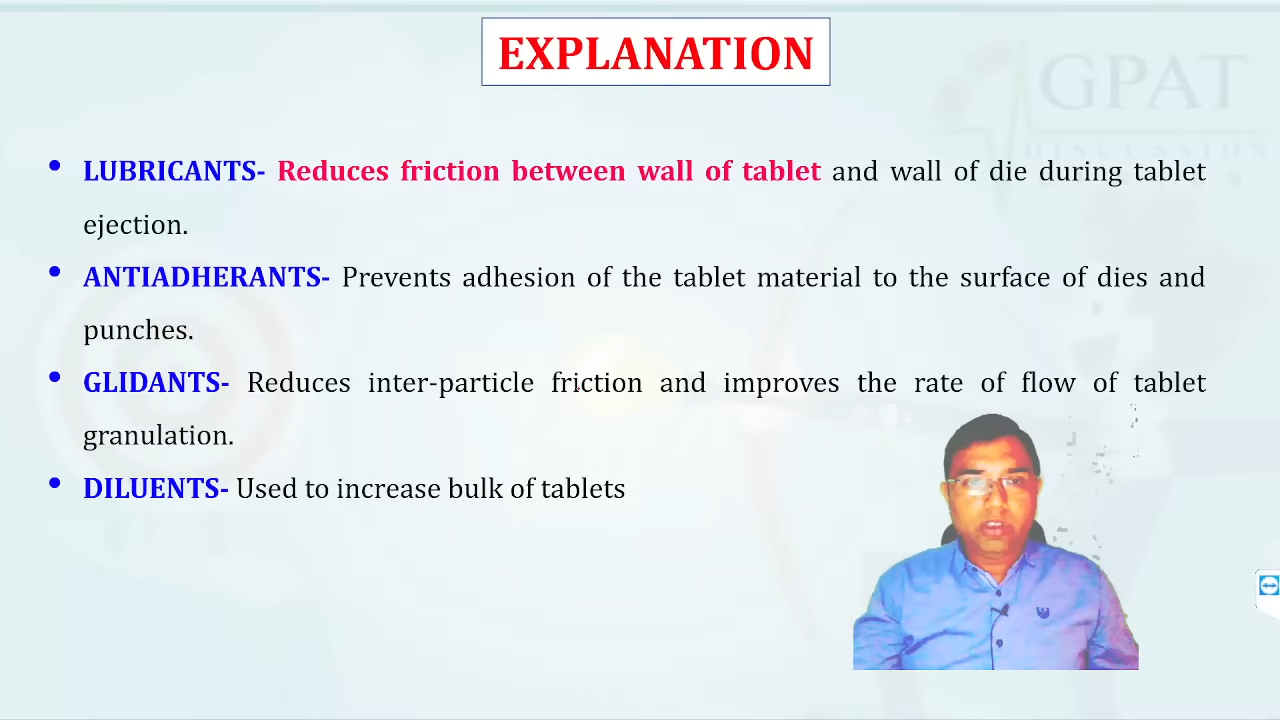 EXPLANATION
GPAT
DISCUSSION
• LUBRICANTS- Reduces friction between wall of tablet and wall of die during tablet
ejection.
• ANTIADHERANTS- Prevents adhesion of the tablet material to the surface of dies and
punches.
• GLIDANTS- Reduces inter-particle friction and improves the rate of flow of tablet
granulation.
• DILUENTS- Used to increase bulk of tablets